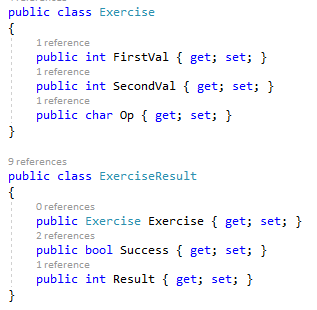 public class Exercise
{
1 reference
public int FirstVal { get; set; }
1 reference
public int SecondVal { get; set; }
1 reference
public char Op { get; set; }
}
9 references
public class ExerciseResult
{
0 references
public Exercise Exercise { get; set; }
2 references
public bool Success { get; set; }
1 reference
public int Result { get; set; }
}